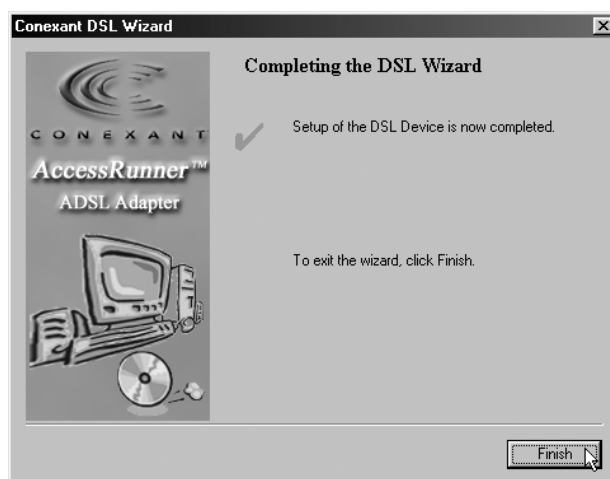 Conexant DSL Wizard
Completing the DSL Wizard
CONEXANT
Setup of the DSL Device is now completed.
AccessRunner™
ADSL Adapter
To exit the wizard, click Finish.
Finish